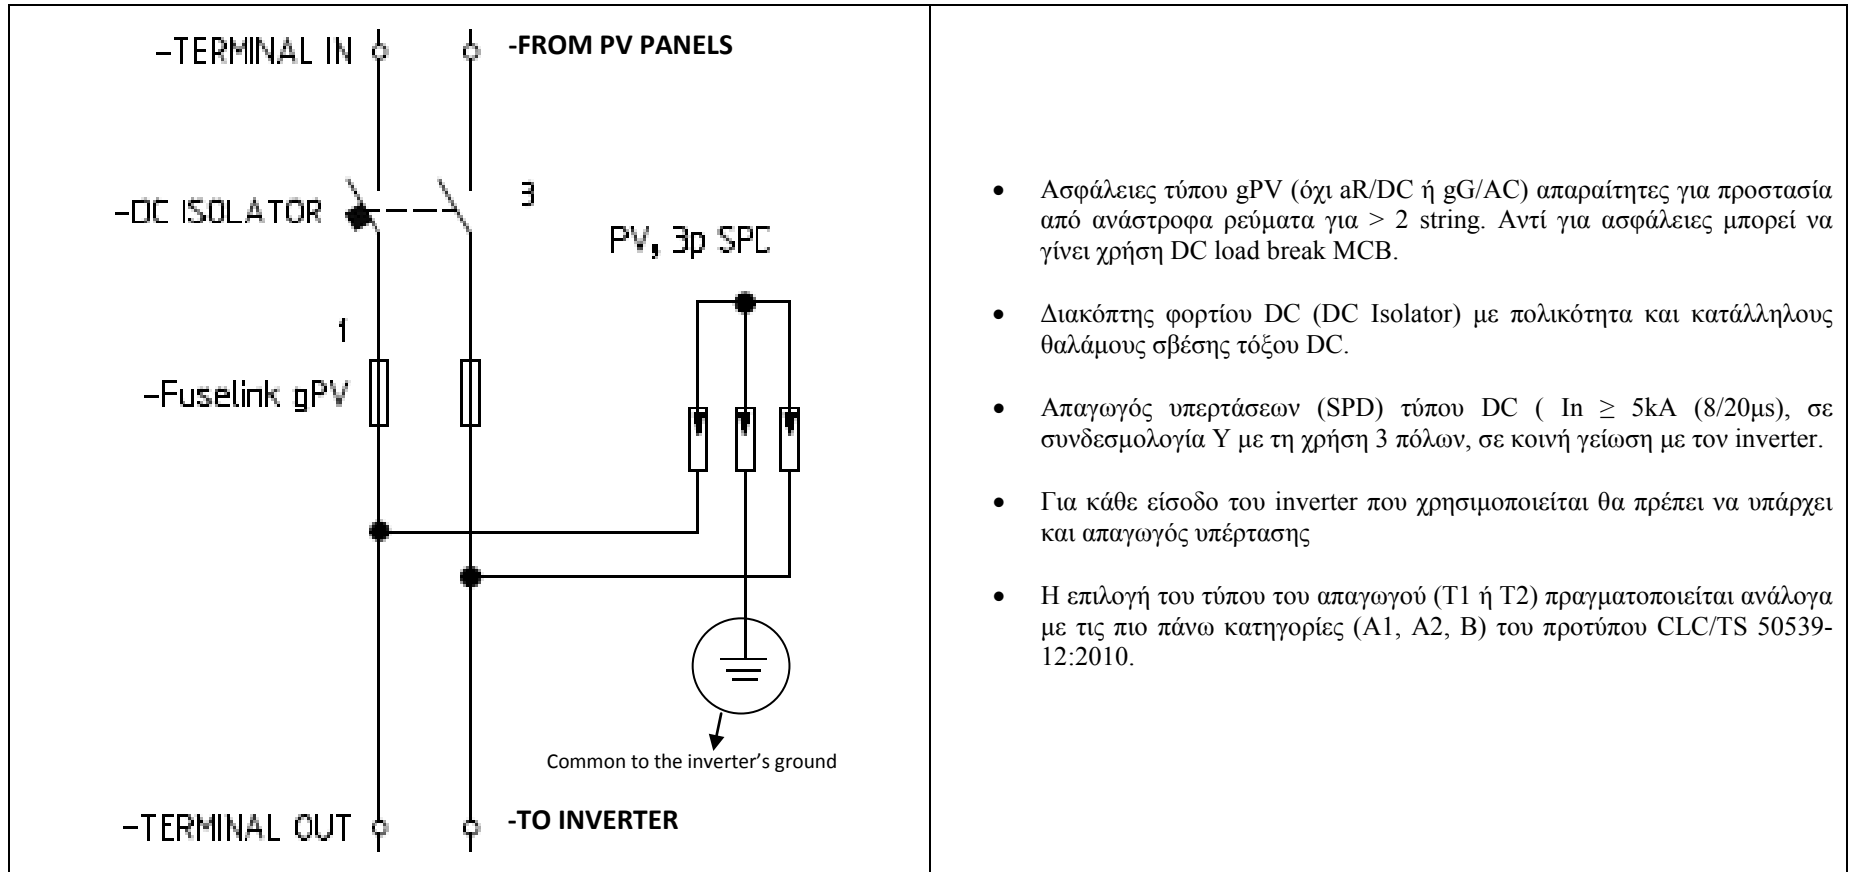 -TERMINAL IN
-FROM PV PANELS
-DC ISOLATOR
3
PV, 3p SPD
1
-Fuselink gPV
Common to the inverter's ground
-TERMINAL OUT
-TO INVERTER
• Ασφάλειες τύπου gPV (όχι aR/DC ή gG/AC) απαραίτητες για προστασία
από ανάστροφα ρεύματα για > 2 string. Αντί για ασφάλειες μπορεί να
γίνει χρήση DC load break MCB.
• Διακόπτης φορτίου DC (DC Isolator) με πολικότητα και κατάλληλους
θαλάμους σβέσης τόξου DC.
• Απαγωγός υπερτάσεων (SPD) τύπου DC ( In ≥ 5kA (8/20μs), σε
συνδεσμολογία Υ με τη χρήση 3 πόλων, σε κοινή γείωση με τον inverter.
• Για κάθε είσοδο του inverter που χρησιμοποιείται θα πρέπει να υπάρχει
και απαγωγός υπέρτασης
• Η επιλογή του τύπου του απαγωγού (Τ1 ή Τ2) πραγματοποιείται ανάλογα
με τις πιο πάνω κατηγορίες (Α1, Α2, Β) του προτύπου CLC/TS 50539-
12:2010.